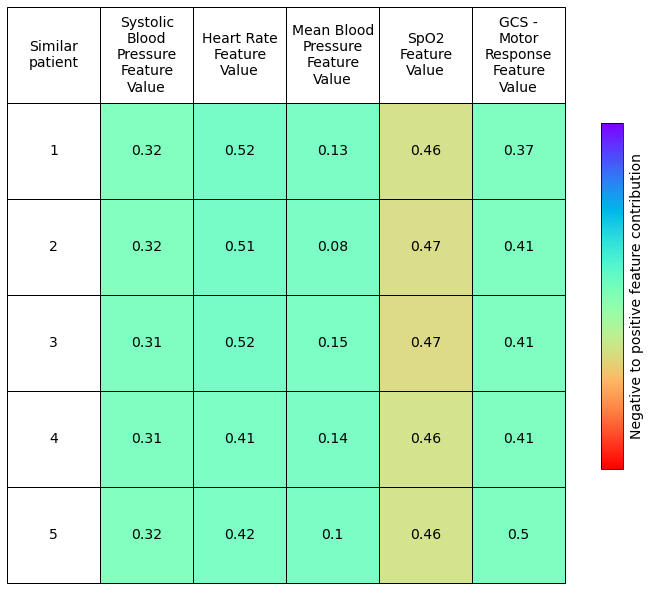 Similar
patient
Systolic
Blood
Pressure
Feature
Value
Heart Rate
Feature
Value
Mean Blood
Pressure
Feature
Value
SpO2
Feature
Value
GCS -
Motor
Response
Feature
Value
1 0.32 0.52 0.13 0.46 0.37
2 0.32 0.51 0.08 0.47 0.41
3 0.31 0.52 0.15 0.47 0.41
4 0.31 0.41 0.14 0.46 0.41
5 0.32 0.42 0.1 0.46 0.5
Negative to positive feature contribution